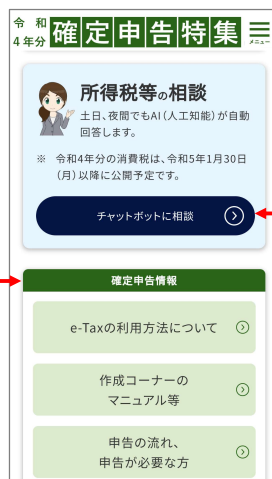 令和
4年分
確定申告特集
メニュー
所得税等の相談
土日、夜間でもAI(人工知能)が自動
回答します。
※ 令和4年分の消費税は、令和5年1月30日
(月)以降に公開予定です。
チャットボットに相談
確定申告情報
e-Taxの利用方法について
作成コーナーの
マニュアル等
申告の流れ、
申告が必要な方